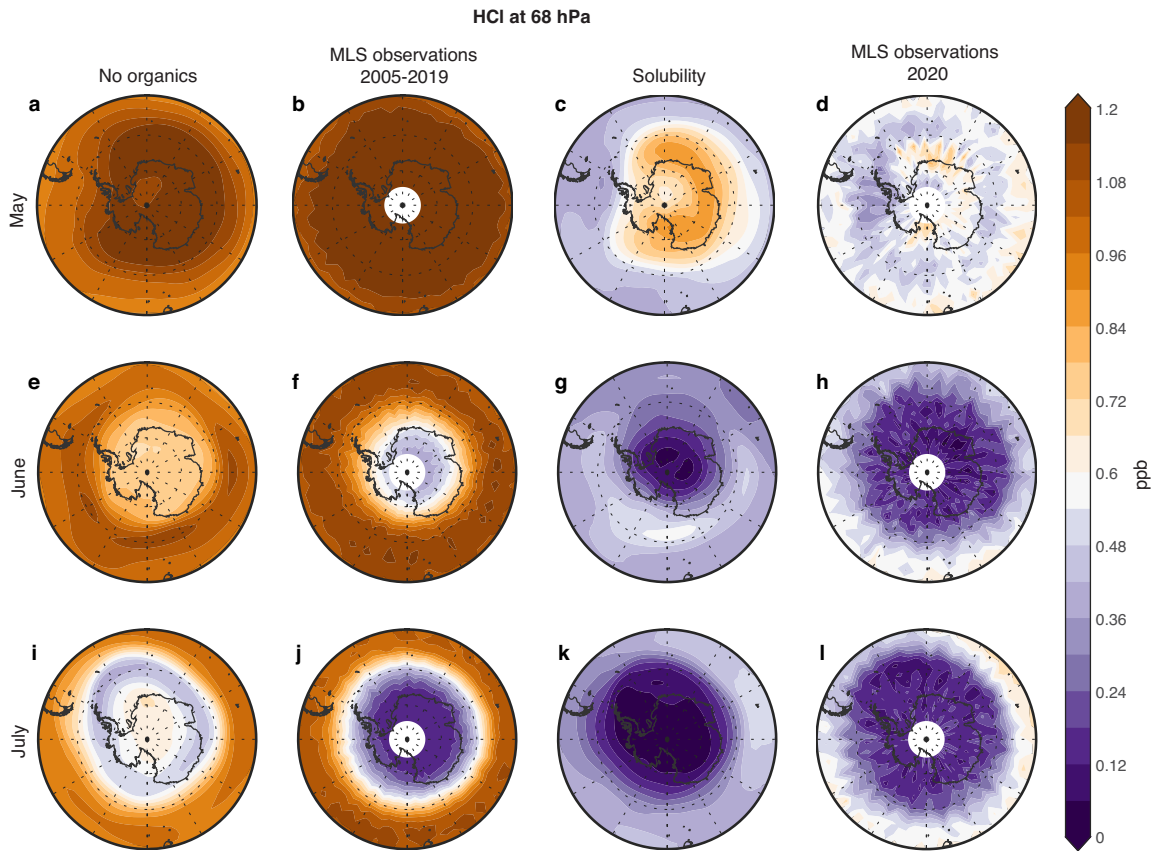 HCl at 68 hPa
No organics
MLS observations
2005-2019
Solubility
MLS observations
2020
a
b
c
d
May
e
f
g
h
June
i
j
k
l
July
1.2
1.08
0.96
0.84
0.72
0.6
0.48
0.36
0.24
0.12
0
ppb